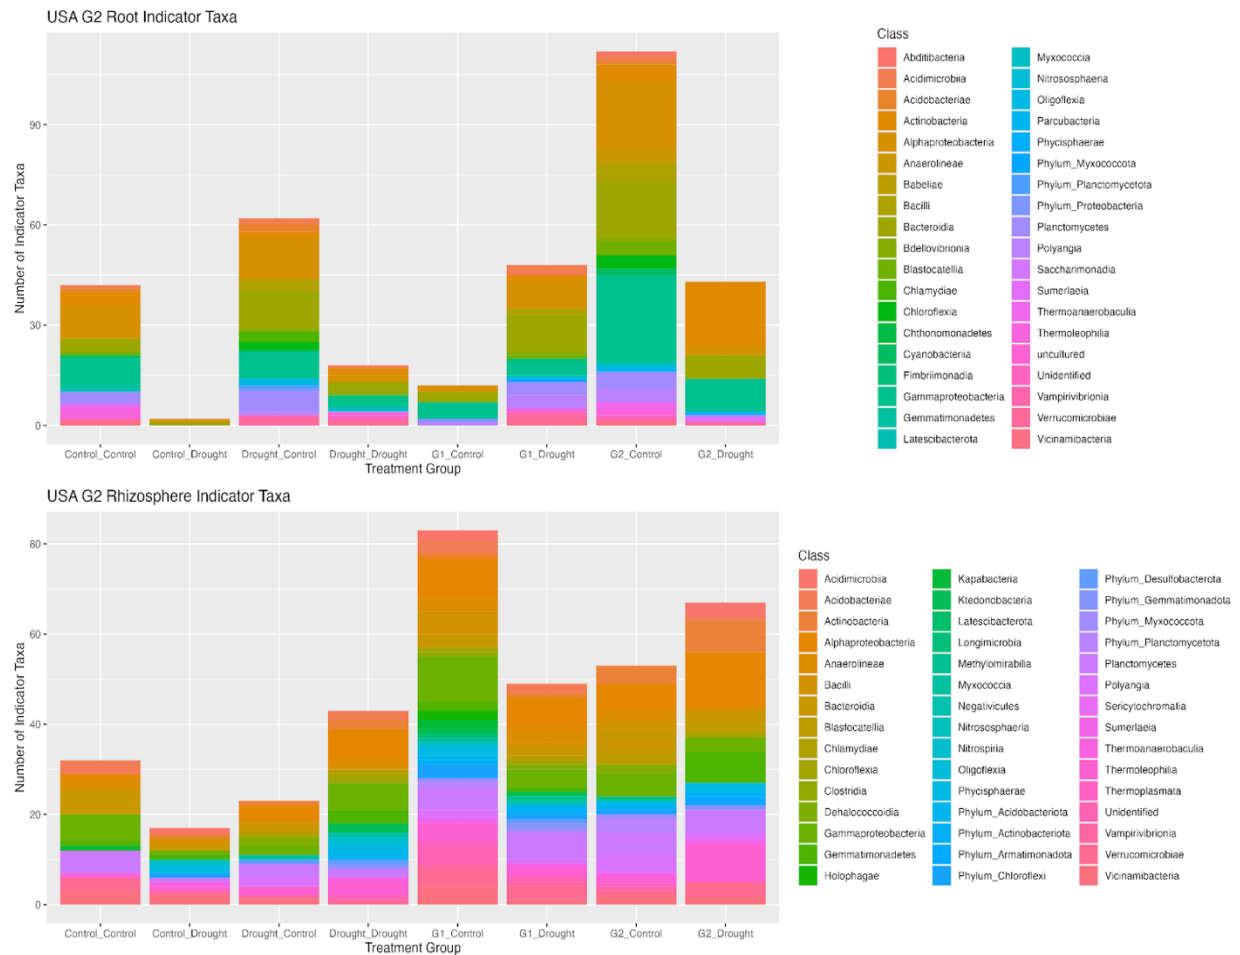 USA G2 Root Indicator Taxa
Number of Indicator Taxa
90
60
30
0
Control_Control
Control_Drought
Drought_Control
Drought_Drought
G1_Control
G1_Drought
G2_Control
G2_Drought
Treatment Group
Class
Abditibacteria
Acidimicrobiia
Acidobacteriae
Actinobacteria
Alphaproteobacteria
Anaerolineae
Babeliae
Bacilli
Bacteroidia
Bdellovibrionia
Blastocatellia
Chlamydiae
Chloroflexia
Chthonomonadetes
Cyanobacteria
Fimbriimonadia
Gammaproteobacteria
Gemmatimonadetes
Latescibacterota
Myxococcia
Nitrososphaeria
Oligoflexia
Parcubacteria
Phycisphaerae
Phylum_Myxococcota
Phylum_Planctomycetota
Phylum_Proteobacteria
Planctomycetes
Polyangia
Saccharimonadia
Sumerlaeia
Thermoanaerobaculia
Thermoleophilia
uncultured
Unidentified
Vampirivibrionia
Verrucomicrobiae
Vicinamibacteria
USA G2 Rhizosphere Indicator Taxa
Number of Indicator Taxa
80
60
40
20
0
Control_Control
Control_Drought
Drought_Control
Drought_Drought
G1_Control
G1_Drought
G2_Control
G2_Drought
Treatment Group
Class
Acidimicrobiia
Acidobacteriae
Actinobacteria
Alphaproteobacteria
Anaerolineae
Bacilli
Bacteroidia
Blastocatellia
Chlamydiae
Chloroflexia
Clostridia
Dehalococcoidia
Gammaproteobacteria
Gemmatimonadetes
Holophagae
Kapabacteria
Ktedonobacteria
Latescibacterota
Longimicrobia
Methylomirabilia
Myxococcia
Negativicutes
Nitrososphaeria
Nitrospiria
Oligoflexia
Phycisphaerae
Phylum_Acidobacteriota
Phylum_Actinobacteriota
Phylum_Armatimonadota
Phylum_Chloroflexi
Phylum_Desulfobacterota
Phylum_Gemmatimonadota
Phylum_Myxococcota
Phylum_Planctomycetota
Planctomycetes
Polyangia
Sericytochromatia
Sumerlaeia
Thermoanaerobaculia
Thermoleophilia
Thermoplasmata
Unidentified
Vampirivibrionia
Verrucomicrobiae
Vicinamibacteria